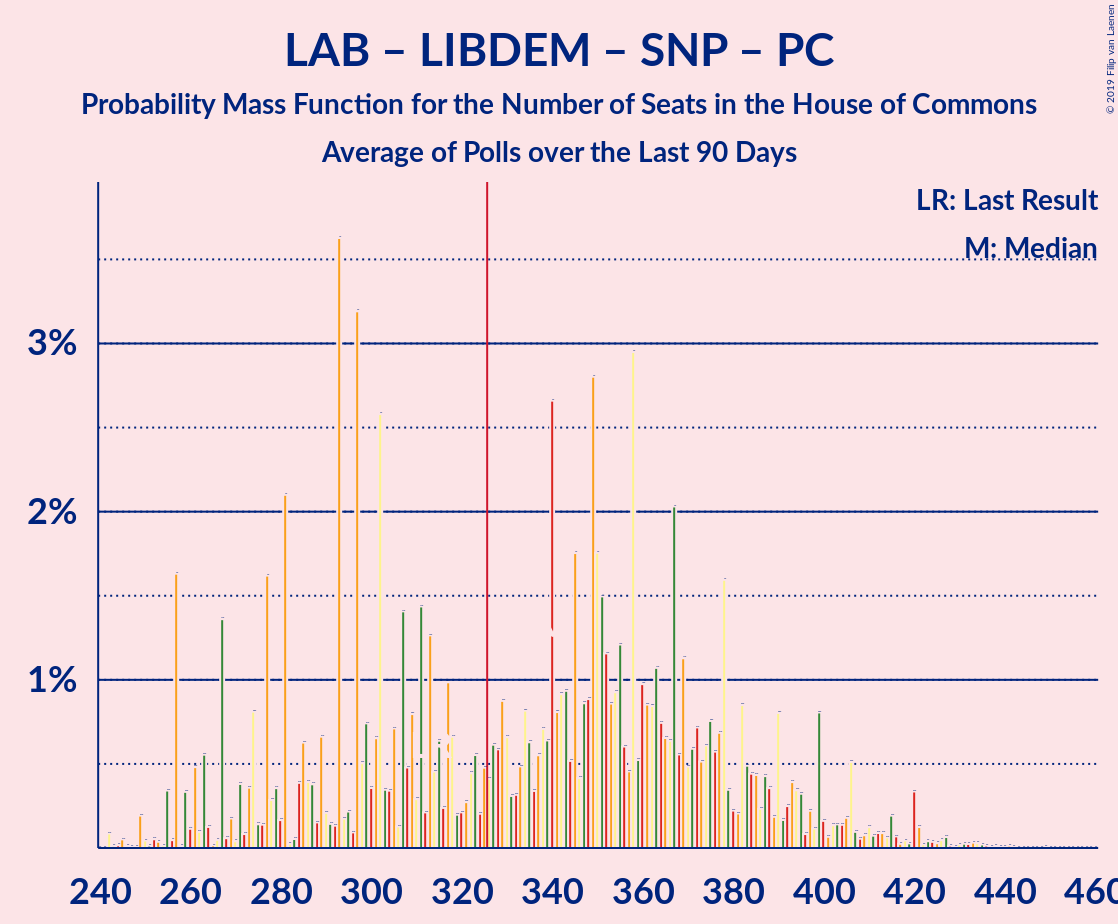 LAB – LIBDEM – SNP – PC
Probability Mass Function for the Number of Seats in the House of Commons
Average of Polls over the Last 90 Days
© 2019 Filip van Laenen
LR: Last Result
M: Median
3%
2%
1%
240 260 280 300 320 340 360 380 400 420 440 460